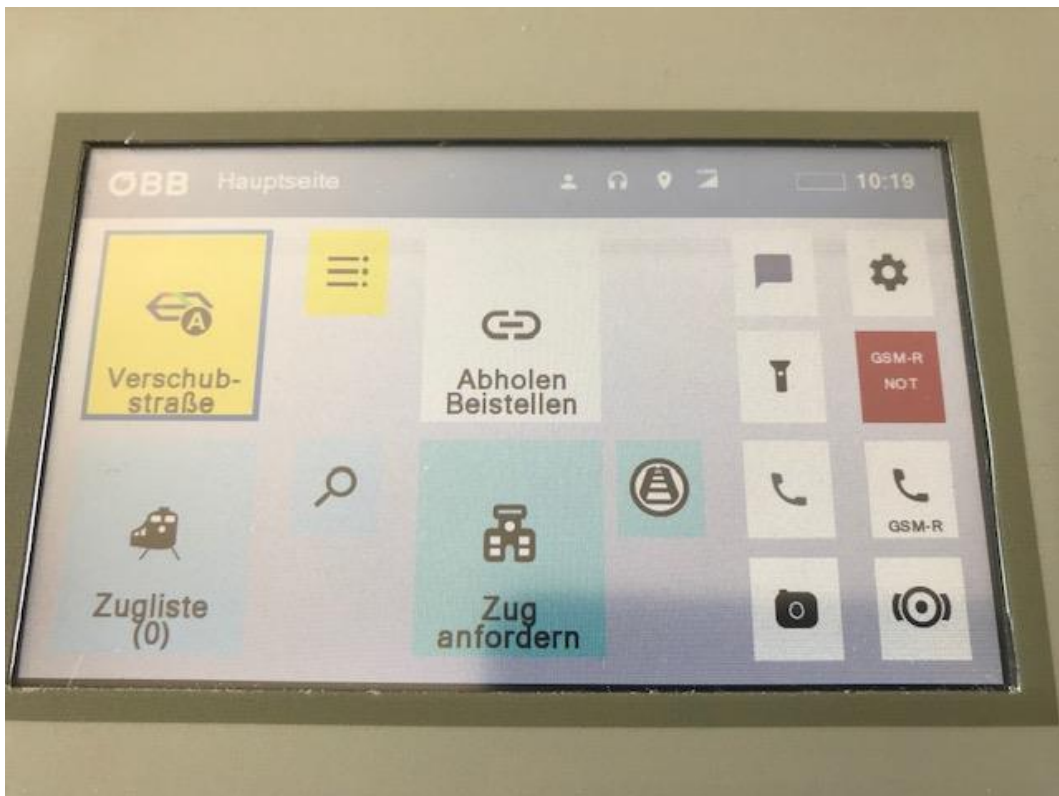 ÖBB Hauptseite 10:19
Verschub-
straße
A
Abholen
Beistellen
GSM-R
NOT
Zugliste
(0)
Zug
anfordern
GSM-R